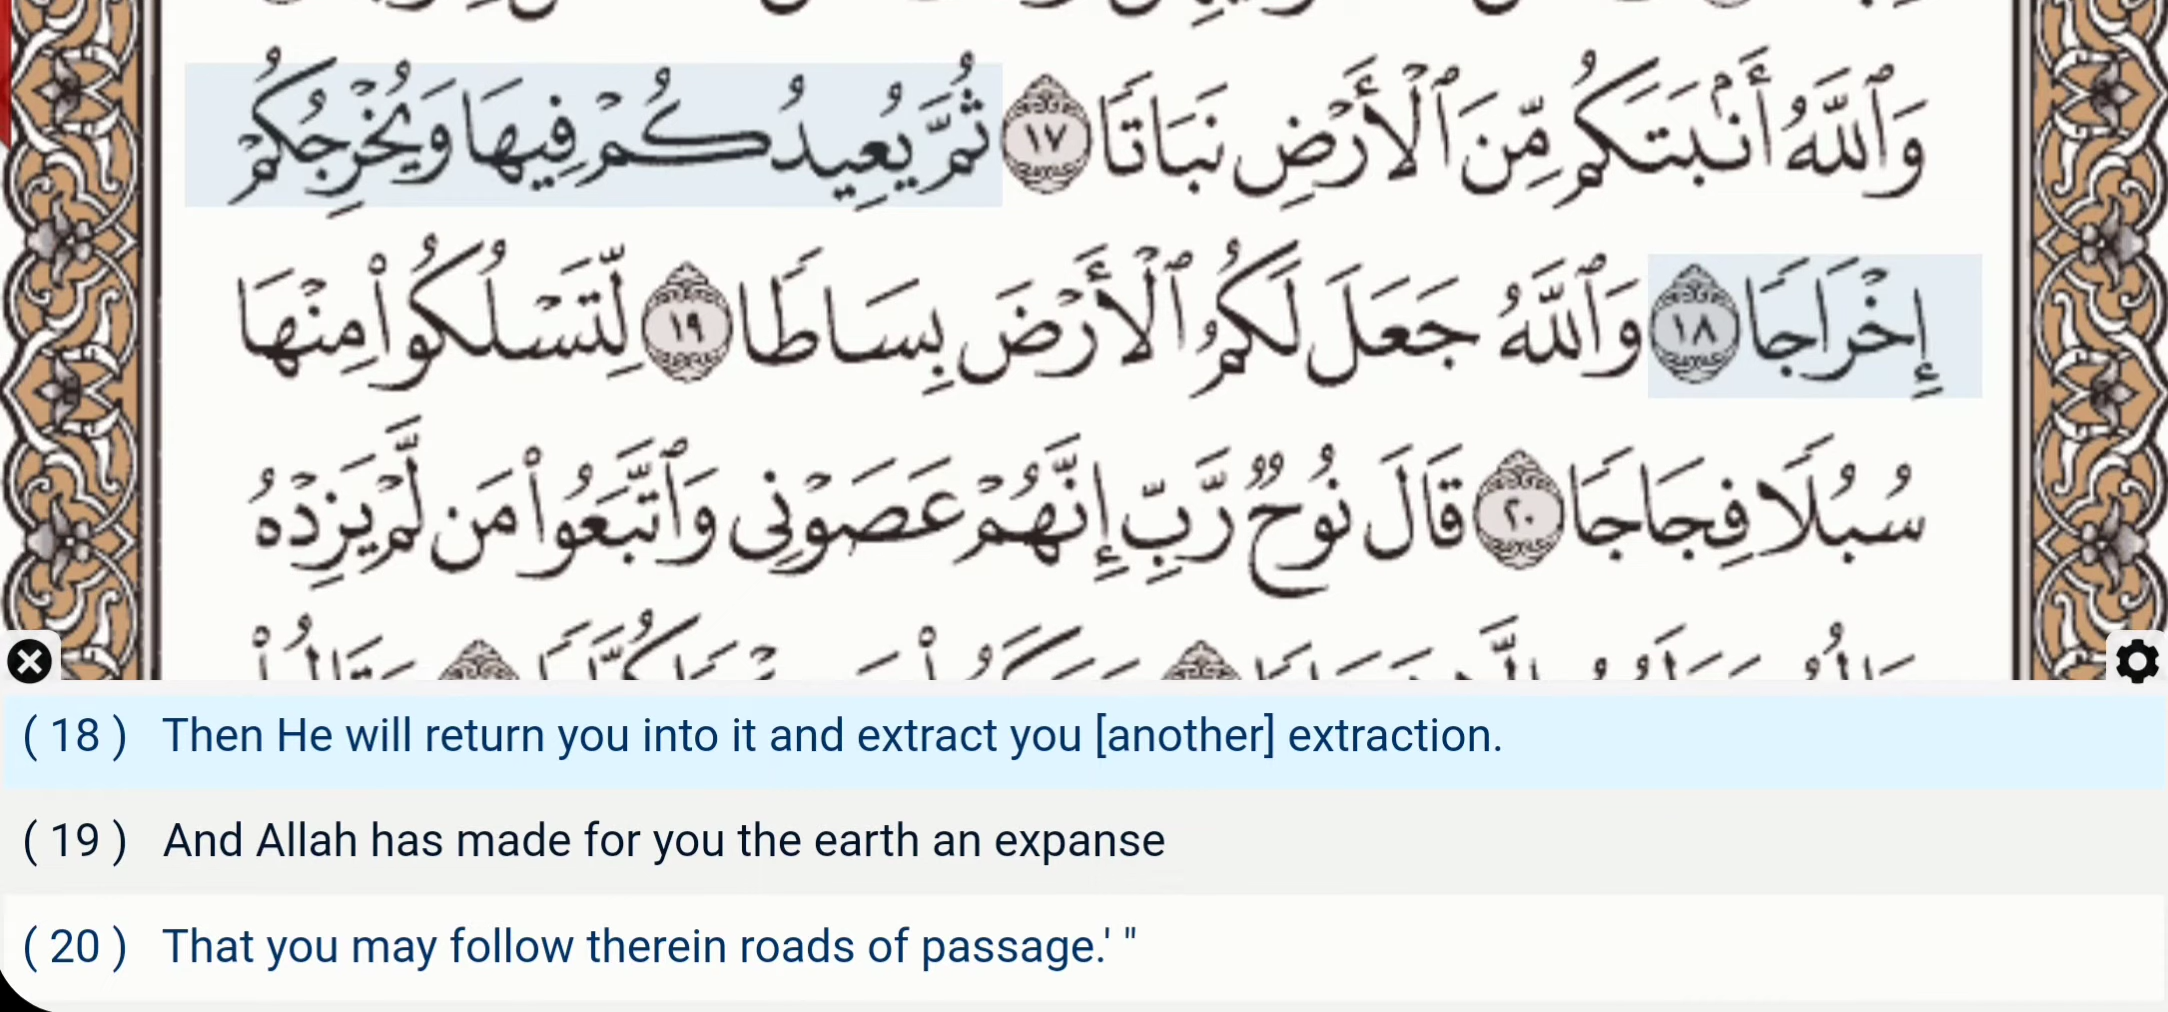 وَٱللَّهُ أَنۢبَتَكُم مِّنَ ٱلْأَرْضِ نَبَاتًا ١٧ ثُمَّ يُعِيدُكُمْ فِيهَا وَيُخْرِجُكُمْ
إِخْرَاجًا ١٨ وَٱللَّهُ جَعَلَ لَكُمُ ٱلْأَرْضَ بِسَاطًا ١٩ لِّتَسْلُكُوا۟ مِنْهَا
سُبُلًا فِجَاجًا ٢٠ قَالَ نُوحٌ رَّبِّ إِنَّهُمْ عَصَوْنِى وَٱتَّبَعُوا۟ مَن لَّمْ يَزِدْهُ
( 18 ) Then He will return you into it and extract you [another] extraction.
( 19 ) And Allah has made for you the earth an expanse
( 20 ) That you may follow therein roads of passage.' "